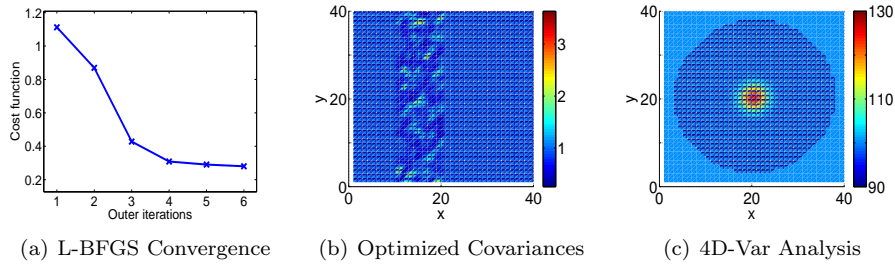 1.2
1
0.8
0.6
0.4
0.2
Cost function
1 2 3 4 5 6
Outer iterations
(a) L-BFGS Convergence
40
20
0
y
0 20 40
x
3
2
1
(b) Optimized Covariances
40
20
0
y
0 20 40
x
130
120
110
100
90
(c) 4D-Var Analysis